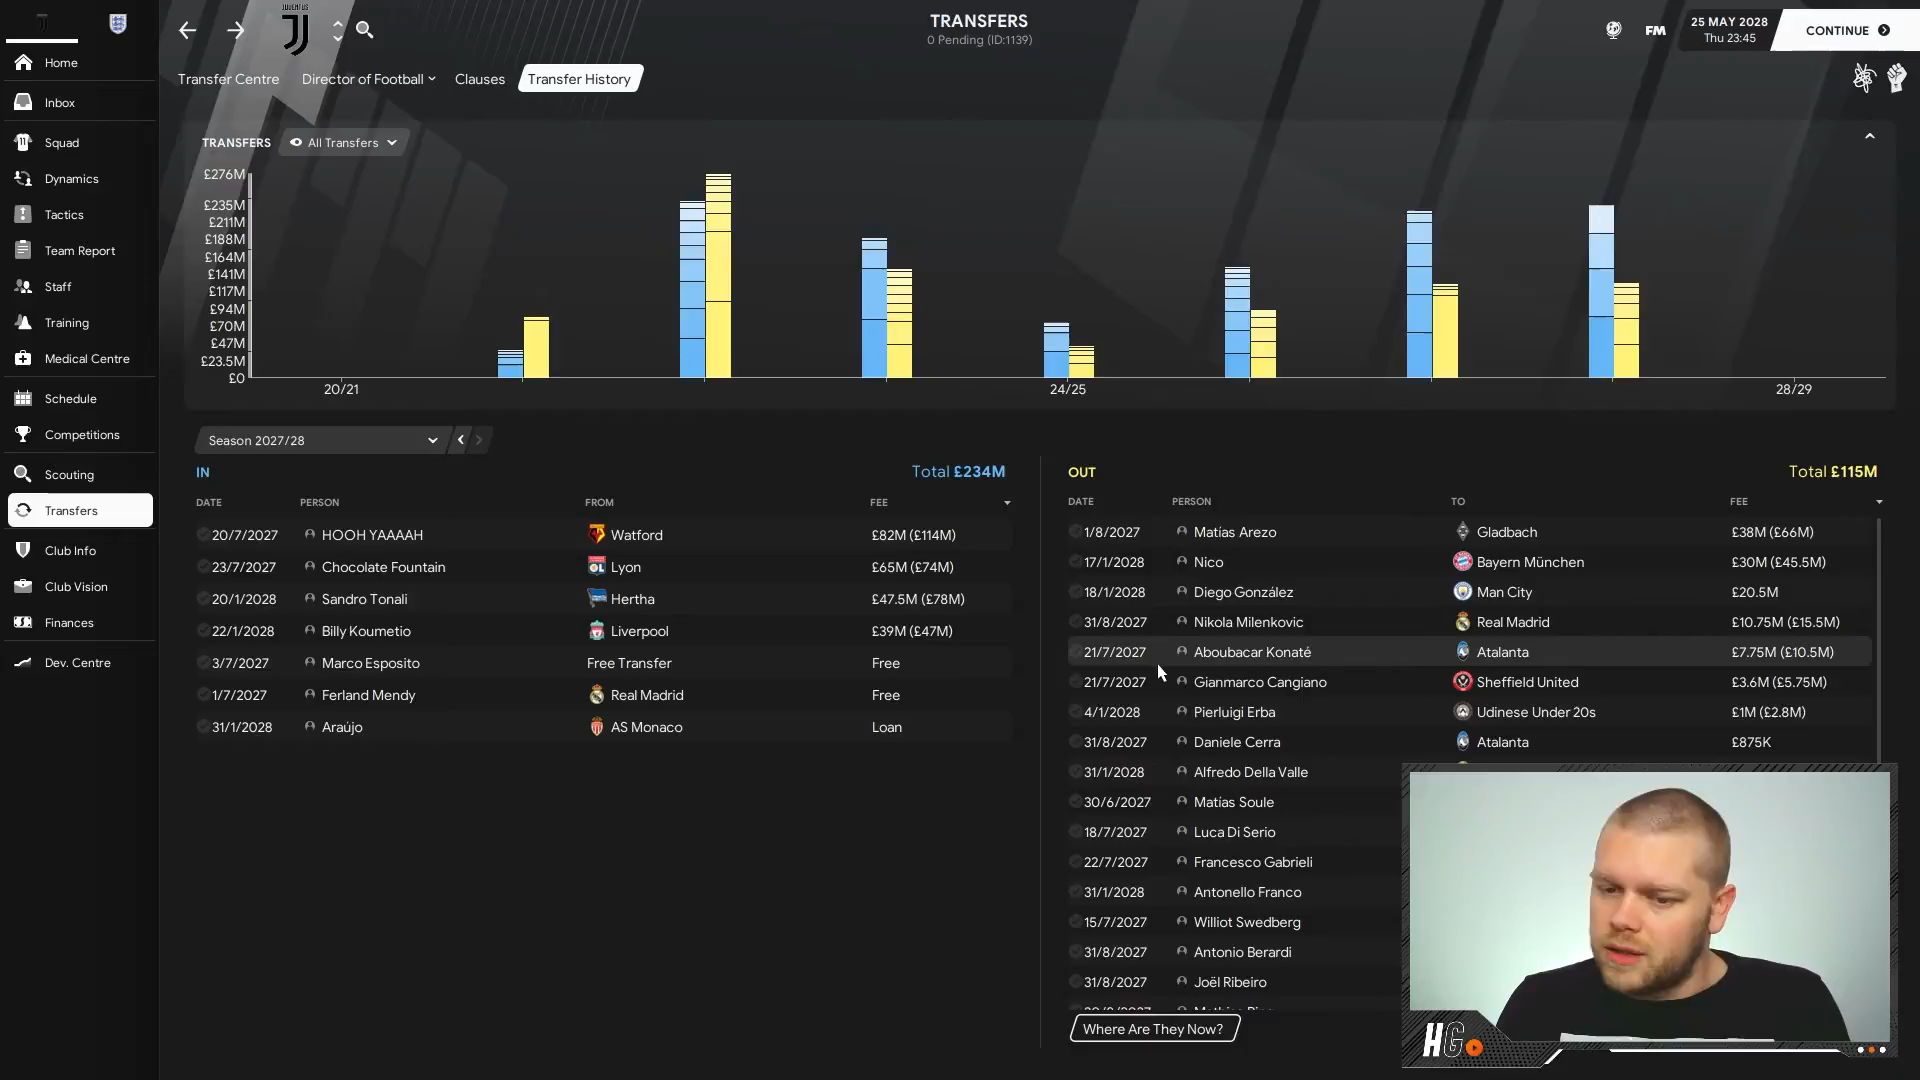 JUVENTUS
TRANSFERS
0 Pending (ID:1139)
FM
25 MAY 2028
Thu 23:45
CONTINUE
Transfer Centre
Director of Football
Clauses
Transfer History
Home
Inbox
Squad
Dynamics
Tactics
Team Report
Staff
Training
Medical Centre
Schedule
Competitions
Scouting
Transfers
Club Info
Club Vision
Finances
Dev. Centre
TRANSFERS
All Transfers
£276M
£235M
£211M
£188M
£164M
£141M
£117M
£94M
£70M
£47M
£23.5M
£0
20/21
24/25
28/29
Season 2027/28
IN
Total £234M
DATE PERSON FROM FEE
20/7/2027 HOOH YAAAAH Watford £82M (£114M)
23/7/2027 Chocolate Fountain Lyon £65M (£74M)
20/1/2028 Sandro Tonali Hertha £47.5M (£78M)
22/1/2028 Billy Koumetio Liverpool £39M (£47M)
3/7/2027 Marco Esposito Free Transfer Free
1/7/2027 Ferland Mendy Real Madrid Free
31/1/2028 Araújo AS Monaco Loan
OUT
Total £115M
DATE PERSON TO FEE
1/8/2027 Matías Arezo Gladbach £38M (£66M)
17/1/2028 Nico Bayern München £30M (£45.5M)
18/1/2028 Diego González Man City £20.5M
31/8/2027 Nikola Milenkovic Real Madrid £10.75M (£15.5M)
21/7/2027 Aboubacar Konaté Atalanta £7.75M (£10.5M)
21/7/2027 Gianmarco Cangiano Sheffield United £3.6M (£5.75M)
4/1/2028 Pierluigi Erba Udinese Under 20s £1M (£2.8M)
31/8/2027 Daniele Cerra Atalanta £875K
31/1/2028 Alfredo Della Valle
30/6/2027 Matías Soule
18/7/2027 Luca Di Serio
22/7/2027 Francesco Gabrieli
31/1/2028 Antonello Franco
15/7/2027 Williot Swedberg
31/8/2027 Antonio Berardi
31/8/2027 Joël Ribeiro
Where Are They Now?
HG